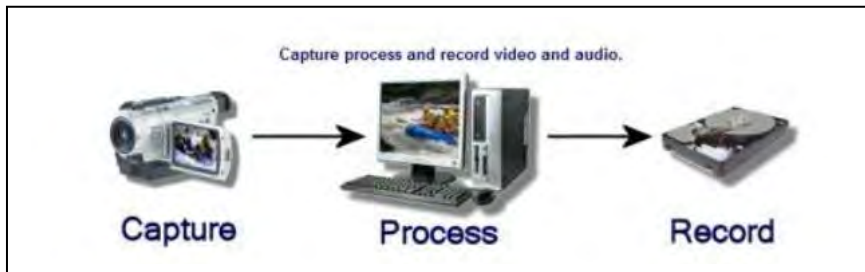 Capture process and record video and audio.
Capture
Process
Record